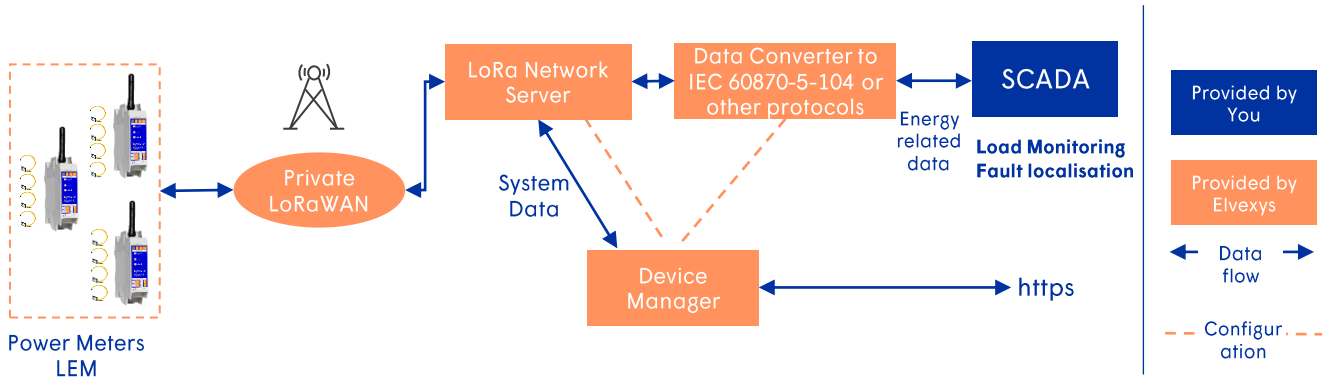 Power Meters
LEM
Private
LoRaWAN
LoRa Network
Server
System
Data
Data Converter to
IEC 60870-5-104 or
other protocols
Device
Manager
https
Energy
related
data
SCADA
Load Monitoring
Fault localisation
Provided by
You
Provided by
Elvexys
Data
flow
Configur
ation